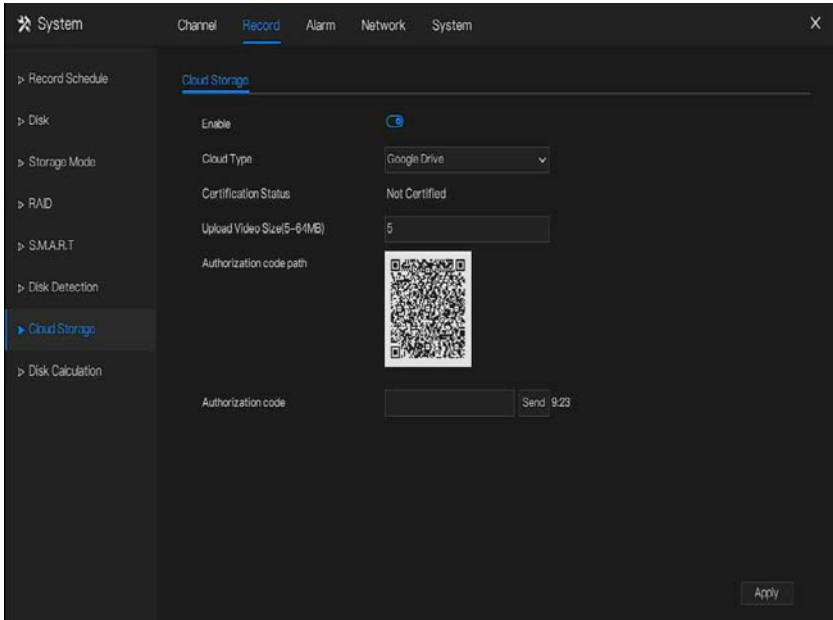 System
Channel Record Alarm Network System X
Record Schedule
Disk
Storage Mode
RAID
S.M.A.R.T
Disk Detection
Cloud Storage
Disk Calculation
Cloud Storage
Enable
Cloud Type Google Drive
Certification Status Not Certified
Upload Video Size(5-64MB) 5
Authorization code path
Authorization code Send 9:23
Apply